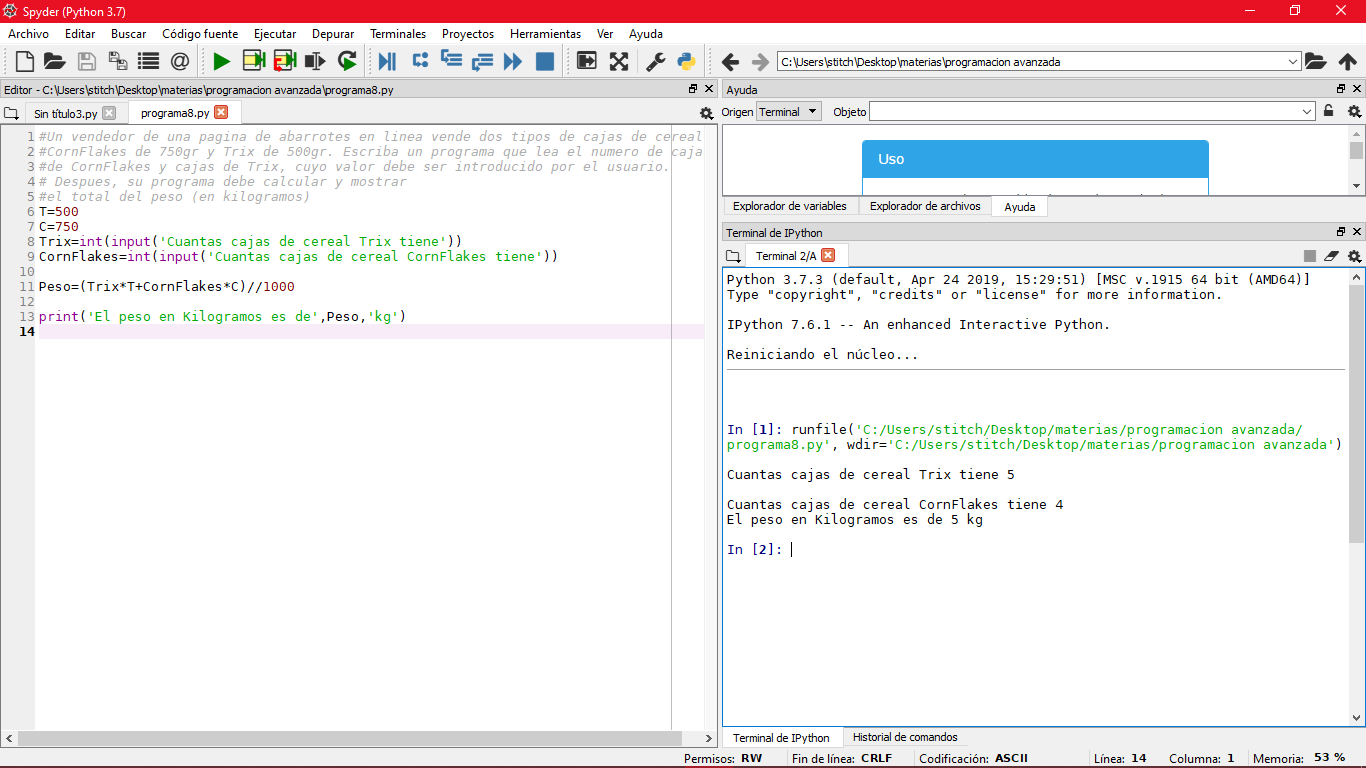 Spyder (Python 3.7)
Archivo Editar Buscar Código fuente Ejecutar Depurar Terminales Proyectos Herramientas Ver Ayuda
C:\Users\stitch\Desktop\materias\programacion avanzada
Editor - C:\Users\stitch\Desktop\materias\programacion avanzada\programa8.py
Sin título3.py programa8.py
1 #Un vendedor de una pagina de abarrotes en linea vende dos tipos de cajas de cereal
2 #CornFlakes de 750gr y Trix de 500gr. Escriba un programa que lea el numero de caja
3 #de CornFlakes y cajas de Trix, cuyo valor debe ser introducido por el usuario.
4 # Despues, su programa debe calcular y mostrar
5 #el total del peso (en kilogramos)
6 T=500
7 C=750
8 Trix=int(input('Cuantas cajas de cereal Trix tiene'))
9 CornFlakes=int(input('Cuantas cajas de cereal CornFlakes tiene'))
10
11 Peso=(Trix*T+CornFlakes*C)//1000
12
13 print('El peso en Kilogramos es de',Peso,'kg')
14
Ayuda
Origen Terminal Objeto
Uso
Explorador de variables Explorador de archivos Ayuda
Terminal de IPython
Terminal 2/A
Python 3.7.3 (default, Apr 24 2019, 15:29:51) [MSC v.1915 64 bit (AMD64)]
Type "copyright", "credits" or "license" for more information.
IPython 7.6.1 -- An enhanced Interactive Python.
Reiniciando el núcleo...
In [1]: runfile('C:/Users/stitch/Desktop/materias/programacion avanzada/
programa8.py', wdir='C:/Users/stitch/Desktop/materias/programacion avanzada')
Cuantas cajas de cereal Trix tiene 5
Cuantas cajas de cereal CornFlakes tiene 4
El peso en Kilogramos es de 5 kg
In [2]:
Terminal de IPython Historial de comandos
Permisos: RW Fin de línea: CRLF Codificación: ASCII Línea: 14 Columna: 1 Memoria: 53 %